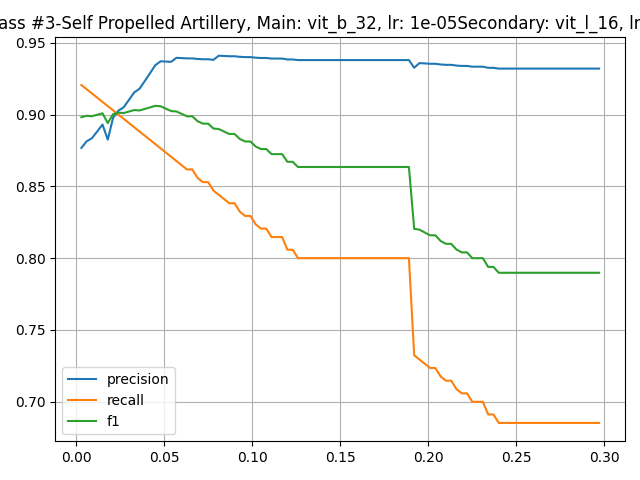 ass #3-Self Propelled Artillery, Main: vit_b_32, lr: 1e-05Secondary: vit_l_16, lr
0.95
0.90
0.85
0.80
0.75
0.70
precision
recall
f1
0.00 0.05 0.10 0.15 0.20 0.25 0.30